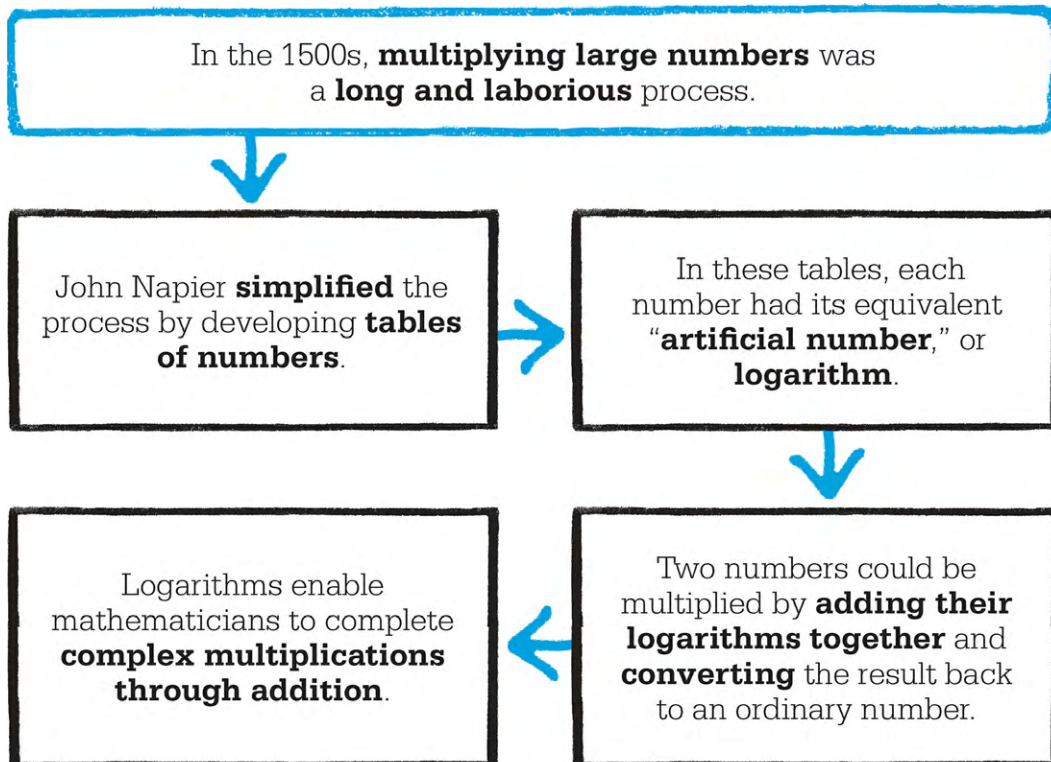 In the 1500s, multiplying large numbers was
a long and laborious process.
John Napier simplified the
process by developing tables
of numbers.
In these tables, each
number had its equivalent
“artificial number,” or
logarithm.
Two numbers could be
multiplied by adding their
logarithms together and
converting the result back
to an ordinary number.
Logarithms enable
mathematicians to complete
complex multiplications
through addition.